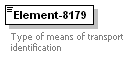 Element-8179
Type of means of transport
identification